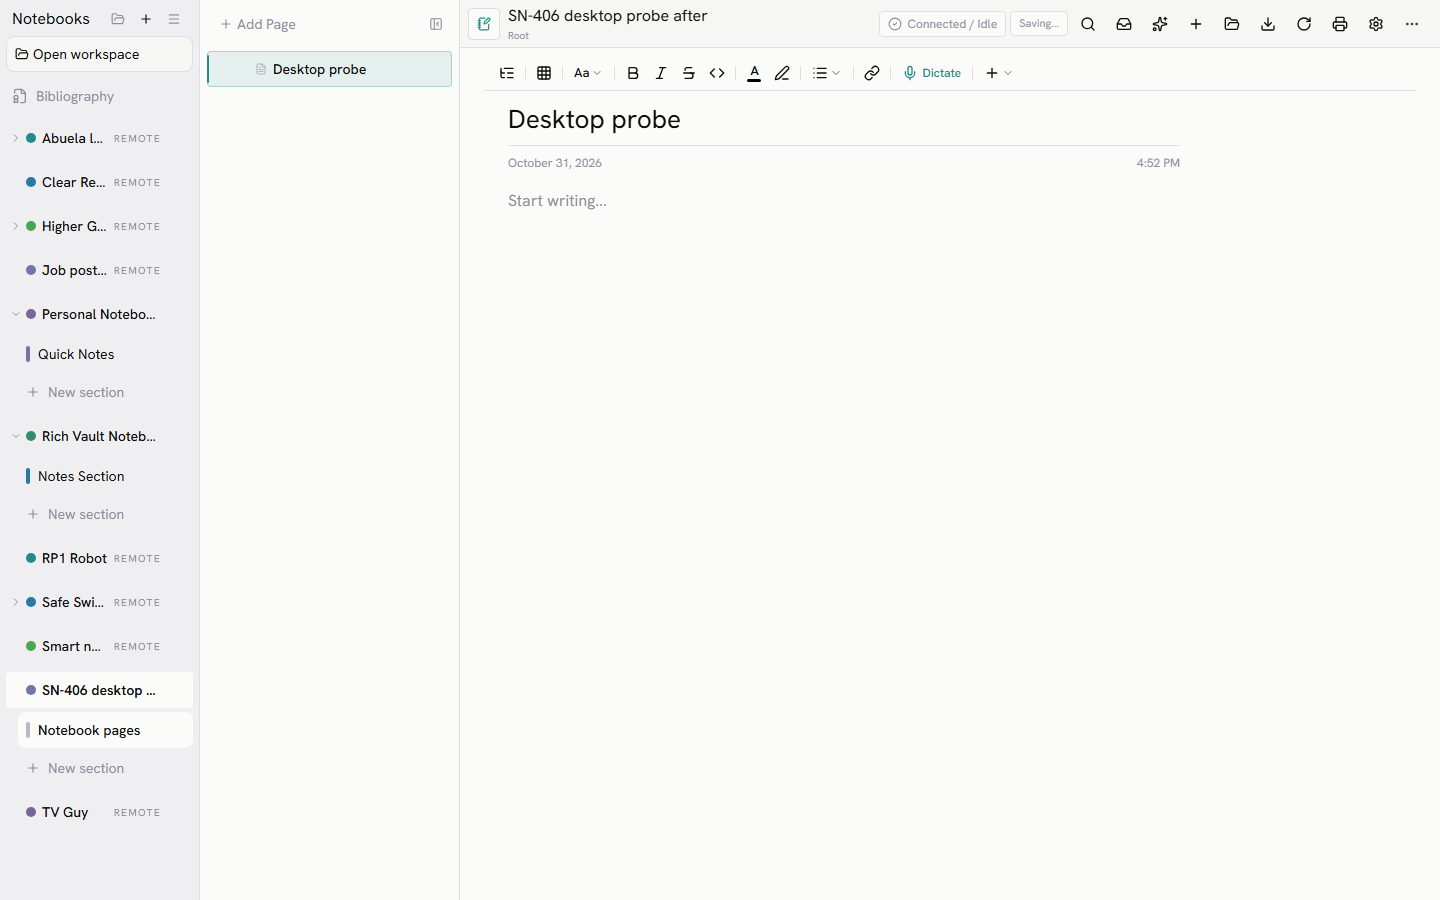 Notebooks
Open workspace
Bibliography
Abuela l... REMOTE
Clear Re... REMOTE
Higher G... REMOTE
Job post... REMOTE
Personal Notebo...
Quick Notes
New section
Rich Vault Noteb...
Notes Section
New section
RP1 Robot REMOTE
Safe Swi... REMOTE
Smart n... REMOTE
SN-406 desktop ...
Notebook pages
New section
TV Guy REMOTE
Add Page
Desktop probe
SN-406 desktop probe after
Root
Connected / Idle
Saving...
Aa
B I S A
Dictate
Desktop probe
October 31, 2026 4:52 PM
Start writing...